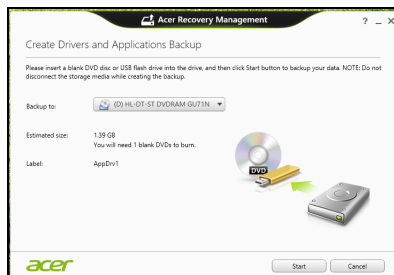 Acer Recovery Management
? _ X
Create Drivers and Applications Backup
Please insert a blank DVD disc or USB flash drive into the drive, and then click Start button to backup your data. NOTE: Do not
disconnect the storage media while creating the backup.
Backup to: (D) HL-DT-ST DVDRAM GU71N
Estimated size: 1.39 GB
You will need 1 blank DVDs to burn.
Label: AppDrv1
DVD
acer
Start Cancel